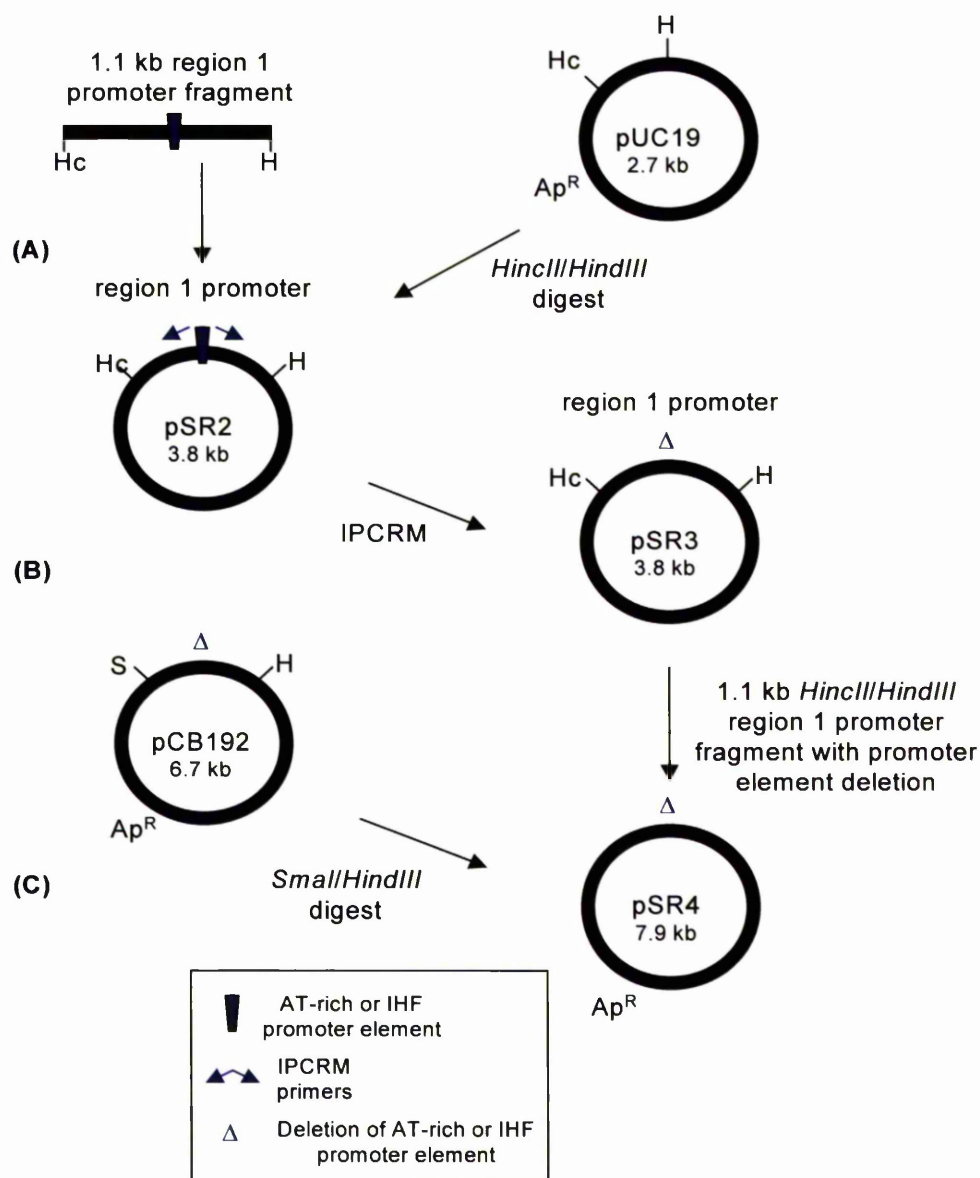 1.1 kb region 1
promoter fragment
Hc
H
H
Hc
pUC19
2.7 kb
Ap^R
(A)
HincII/HindIII
digest
region 1 promoter
Hc
H
pSR2
3.8 kb
region 1 promoter
Δ
Hc
H
pSR3
3.8 kb
IPCRM
(B)
Δ
S
H
pCB192
6.7 kb
Ap^R
1.1 kb HincII/HindIII
region 1 promoter
fragment with promoter
element deletion
Δ
(C)
SmaI/HindIII
digest
pSR4
7.9 kb
Ap^R
AT-rich or IHF
promoter element
IPCRM
primers
Δ Deletion of AT-rich or IHF
promoter element